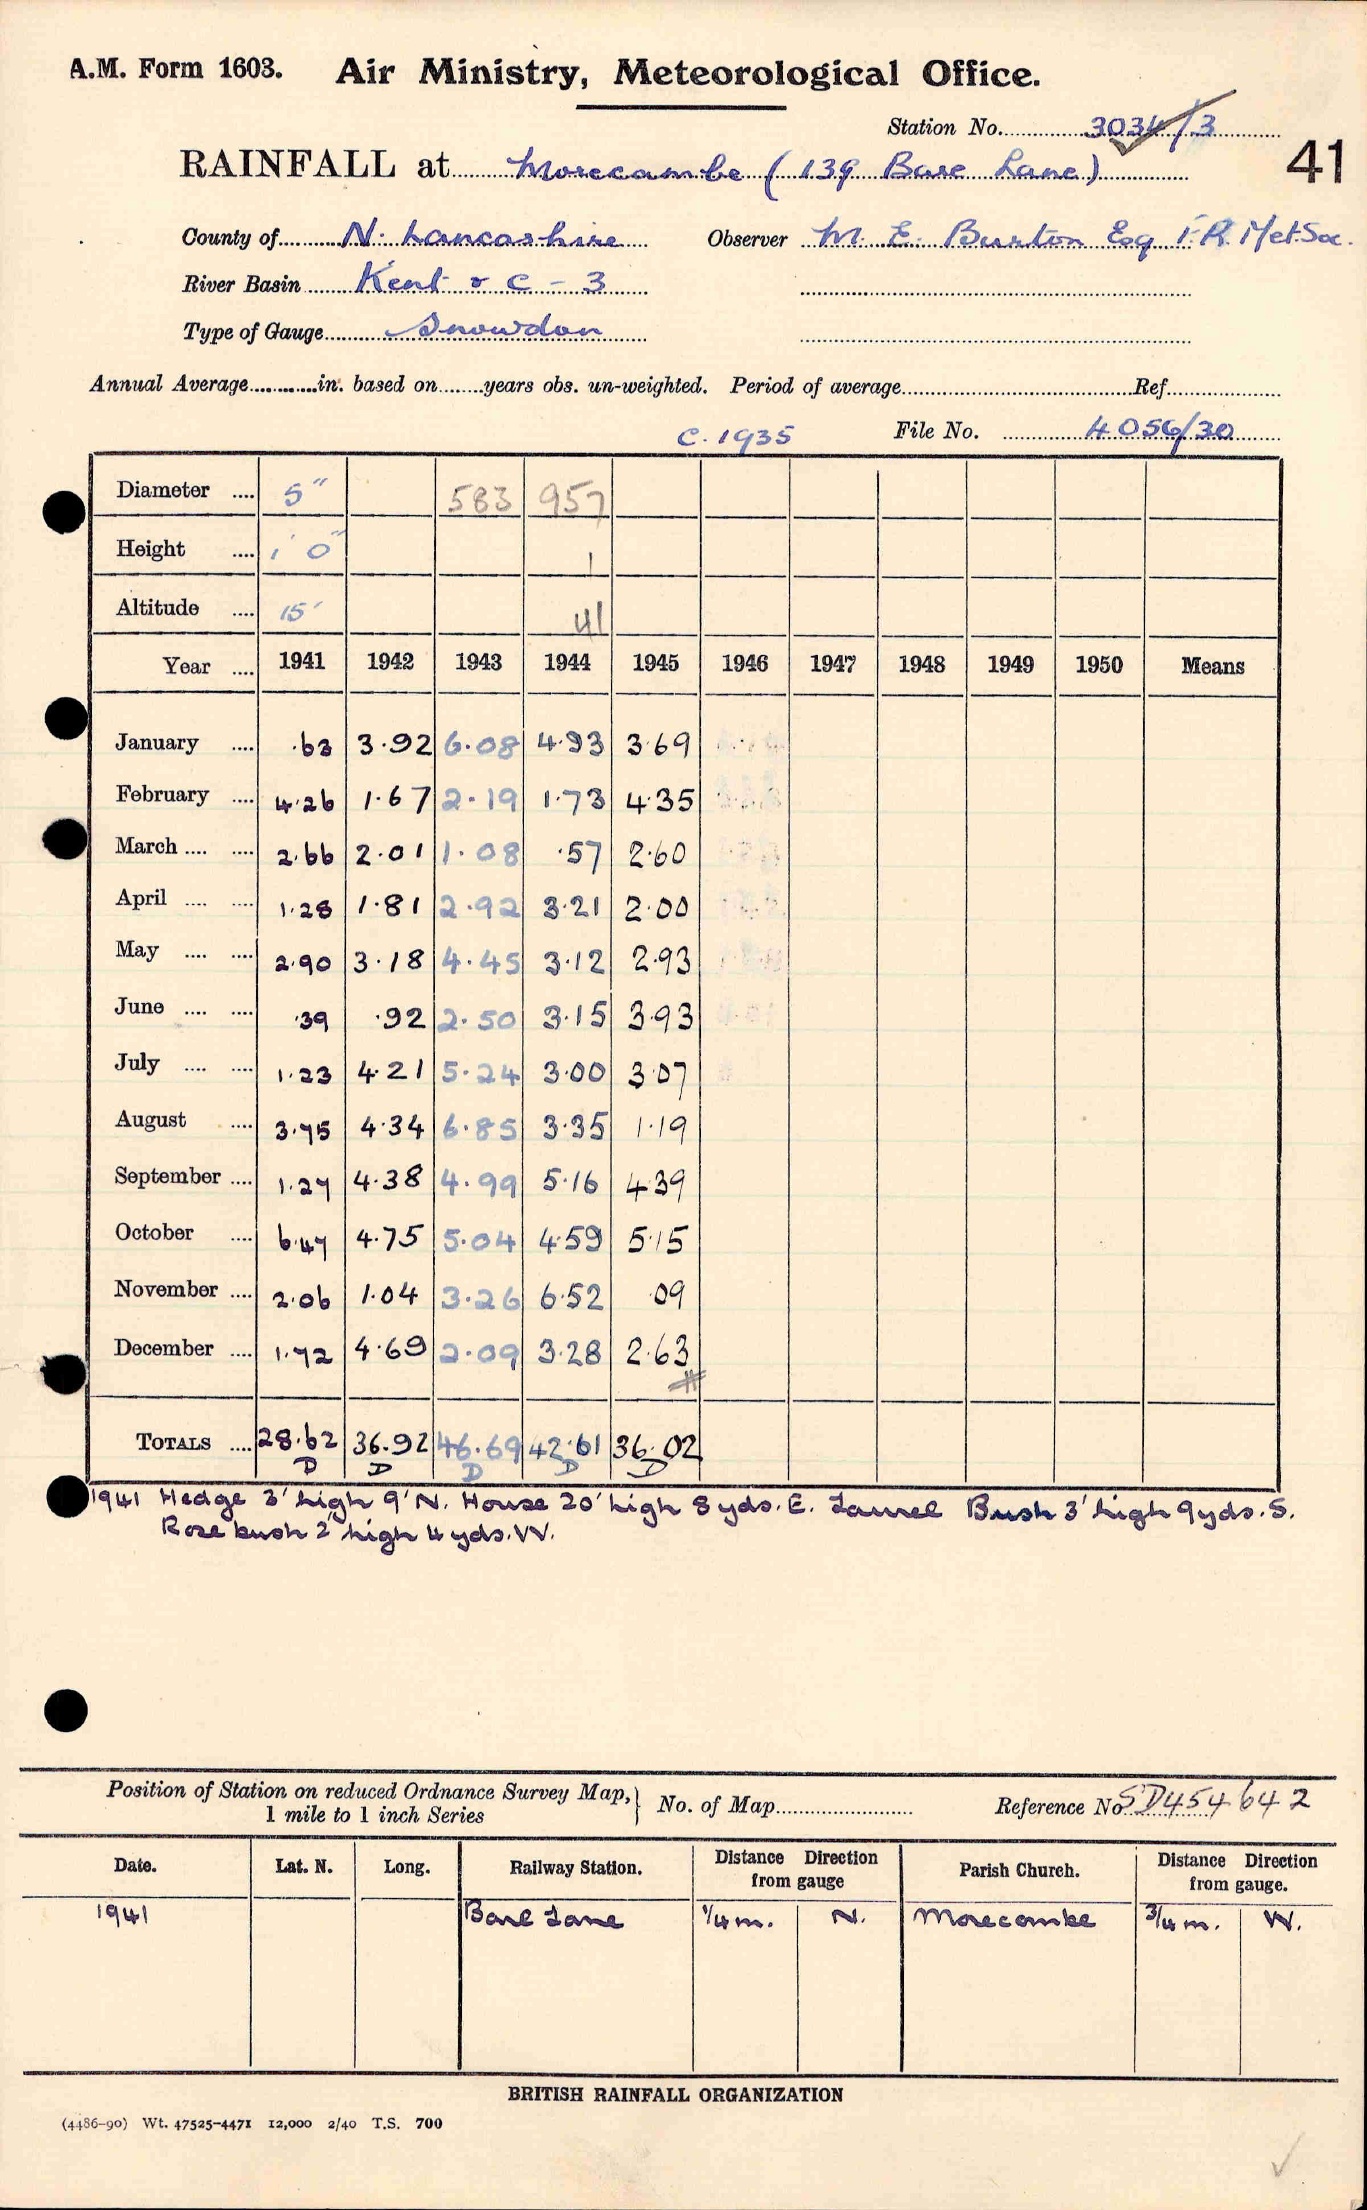 A.M. Form 1603. Air Ministry, Meteorological Office.
Station No. 3034/3
RAINFALL at Morecambe (139 Bare Lane) 41
County of N. Lancashire Observer M. E. Burton Esq F.R.Met.Soc.
River Basin Kent & C - 3
Type of Gauge Snowdon
Annual Average............in. based on.......years obs. un-weighted. Period of average.......... Ref..........
c. 1935 File No. 4056/30
Diameter .... 5" 583 957
Height .... 1' 0" 1
Altitude .... 15' 41
Year .... 1941 1942 1943 1944 1945 1946 1947 1948 1949 1950 Means
January .... .63 3.92 6.08 4.93 3.69
February .... 4.26 1.67 2.19 1.73 4.35
March .... .... 2.66 2.01 1.08 .57 2.60
April .... .... 1.28 1.81 2.92 3.21 2.00
May .... .... 2.90 3.18 4.45 3.12 2.93
June .... .... .39 .92 2.50 3.15 3.93
July .... .... 1.23 4.21 5.24 3.00 3.07
August .... 3.75 4.34 6.85 3.35 1.19
September .... 1.27 4.38 4.99 5.16 4.39
October .... 6.47 4.75 5.04 4.59 5.15
November .... 2.06 1.04 3.26 6.52 .09
December .... 1.72 4.69 2.09 3.28 2.63
#
TOTALS .... 28.62 36.92 46.69 42.61 36.02
D D D D D
1941 Hedge 3' high 9' N. House 20' high 8 yds. E. Laurel Bush 3' high 9 yds. S.
Rose bush 2' high 4 yds. W.
Position of Station on reduced Ordnance Survey Map,
1 mile to 1 inch Series
No. of Map.......... Reference No SD454642
Date. Lat. N. Long. Railway Station. Distance Direction from gauge Parish Church. Distance Direction from gauge.
1941 Bare Lane 1/4 m. N. Morecambe 3/4 m. W.
BRITISH RAINFALL ORGANIZATION
(4486-90) Wt. 47525-4471 12,000 2/40 T.S. 700